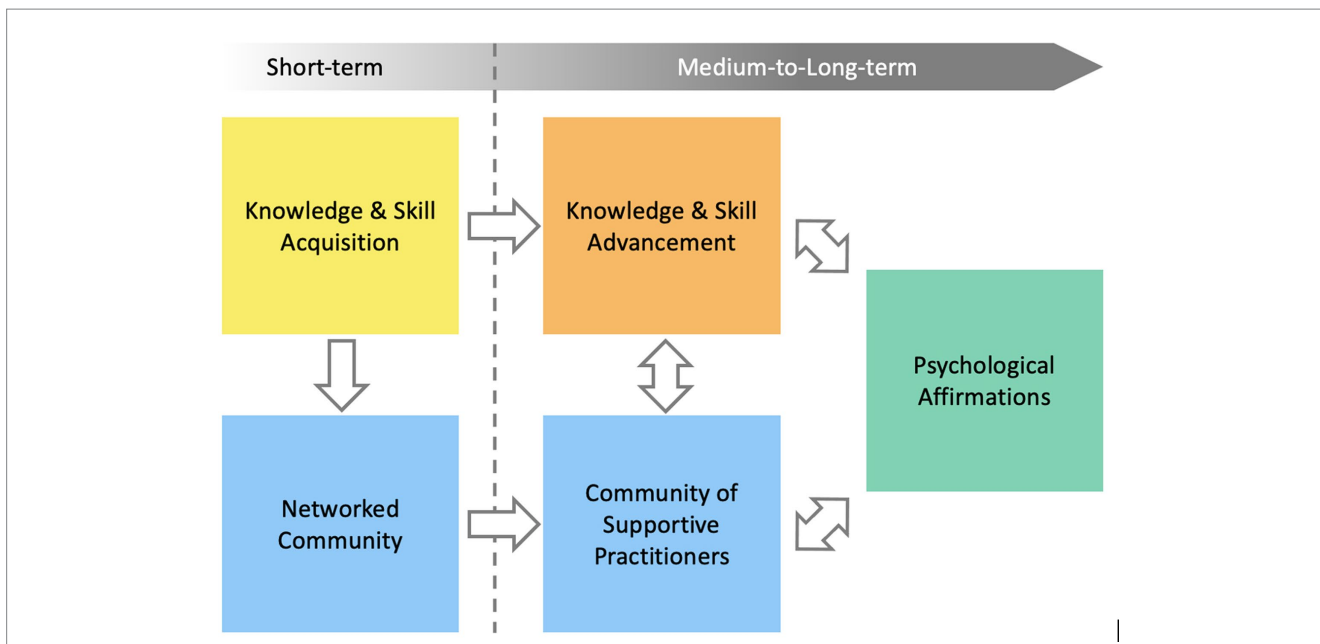 Short-term
Medium-to-Long-term
Knowledge & Skill
Acquisition
Knowledge & Skill
Advancement
Psychological
Affirmations
Networked
Community
Community of
Supportive
Practitioners